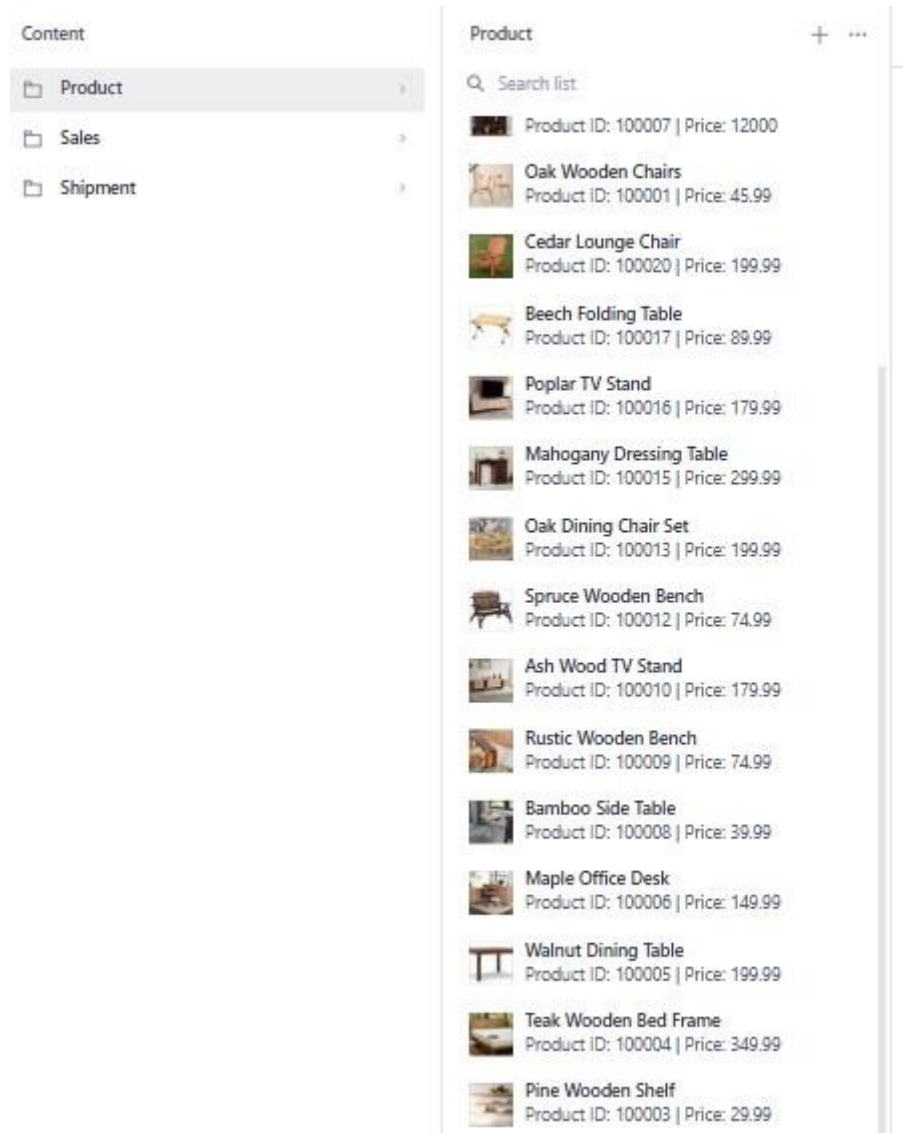 Content
Product
Sales
Shipment
Product
Search list
Product ID: 100007 | Price: 12000
Oak Wooden Chairs
Product ID: 100001 | Price: 45.99
Cedar Lounge Chair
Product ID: 100020 | Price: 199.99
Beech Folding Table
Product ID: 100017 | Price: 89.99
Poplar TV Stand
Product ID: 100016 | Price: 179.99
Mahogany Dressing Table
Product ID: 100015 | Price: 299.99
Oak Dining Chair Set
Product ID: 100013 | Price: 199.99
Spruce Wooden Bench
Product ID: 100012 | Price: 74.99
Ash Wood TV Stand
Product ID: 100010 | Price: 179.99
Rustic Wooden Bench
Product ID: 100009 | Price: 74.99
Bamboo Side Table
Product ID: 100008 | Price: 39.99
Maple Office Desk
Product ID: 100006 | Price: 149.99
Walnut Dining Table
Product ID: 100005 | Price: 199.99
Teak Wooden Bed Frame
Product ID: 100004 | Price: 349.99
Pine Wooden Shelf
Product ID: 100003 | Price: 29.99